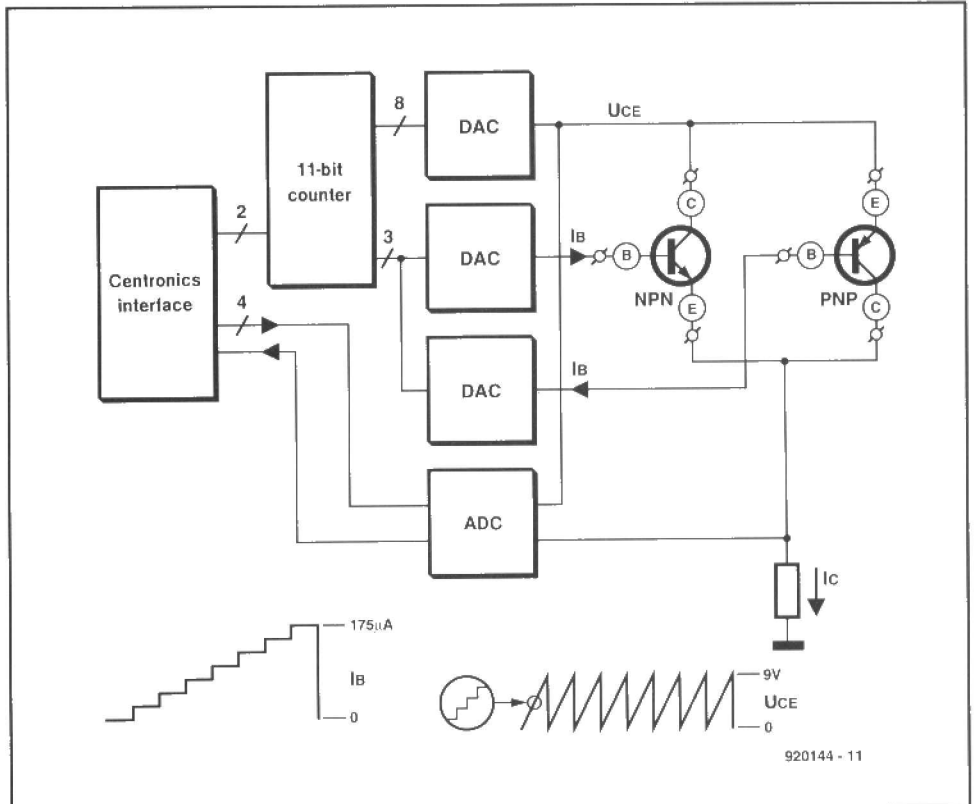 8
DAC
UCE
11-bit
counter
2
3
Centronics
interface
4
DAC
IB
B
C
E
NPN
B
E
C
PNP
DAC
IB
ADC
IC
175µA
IB
0
9V
UCE
0
920144 - 11